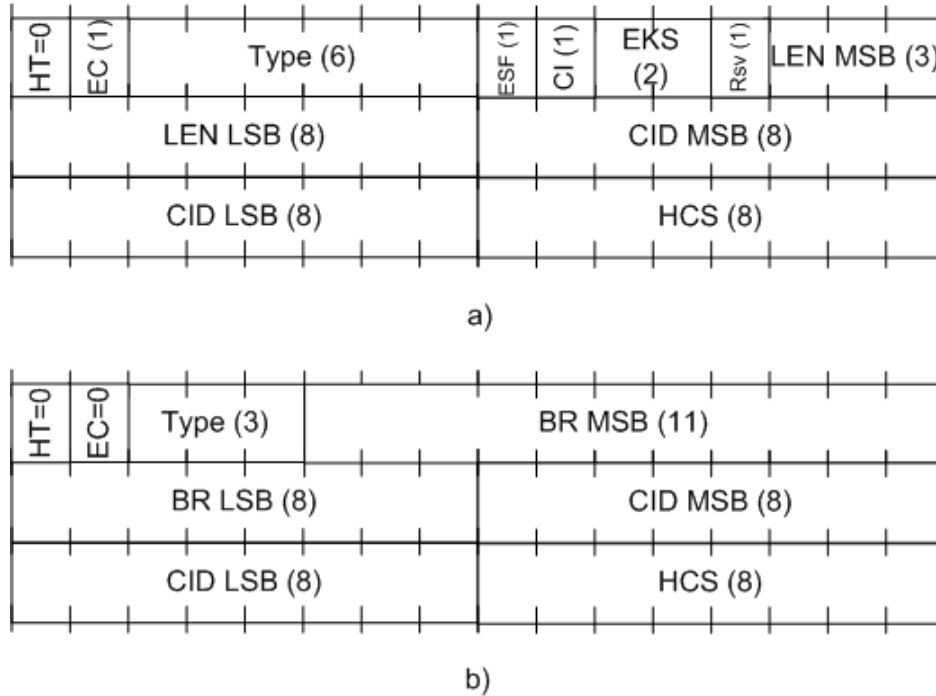 HT=0 EC (1) Type (6) ESF (1) CI (1) EKS (2) Rsv (1) LEN MSB (3)
LEN LSB (8) CID MSB (8)
CID LSB (8) HCS (8)
a)
HT=0 EC=0 Type (3) BR MSB (11)
BR LSB (8) CID MSB (8)
CID LSB (8) HCS (8)
b)